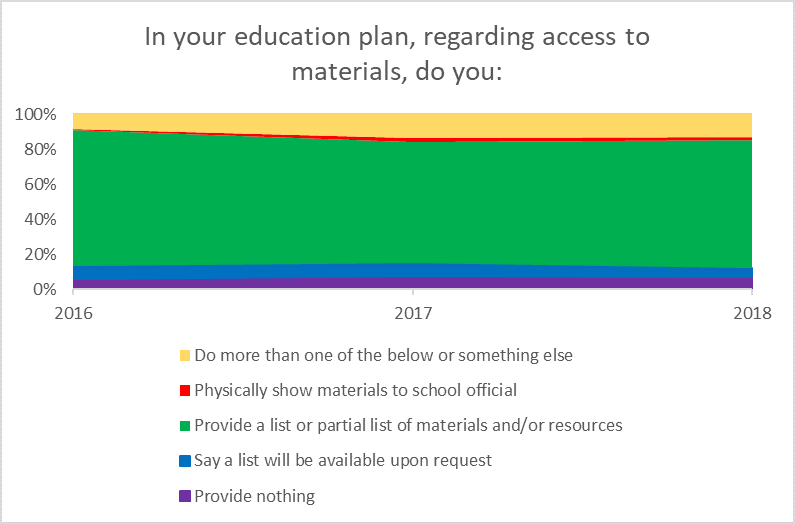 In your education plan, regarding access to
materials, do you:
100%
80%
60%
40%
20%
0%
2016 2017 2018
Do more than one of the below or something else
Physically show materials to school official
Provide a list or partial list of materials and/or resources
Say a list will be available upon request
Provide nothing